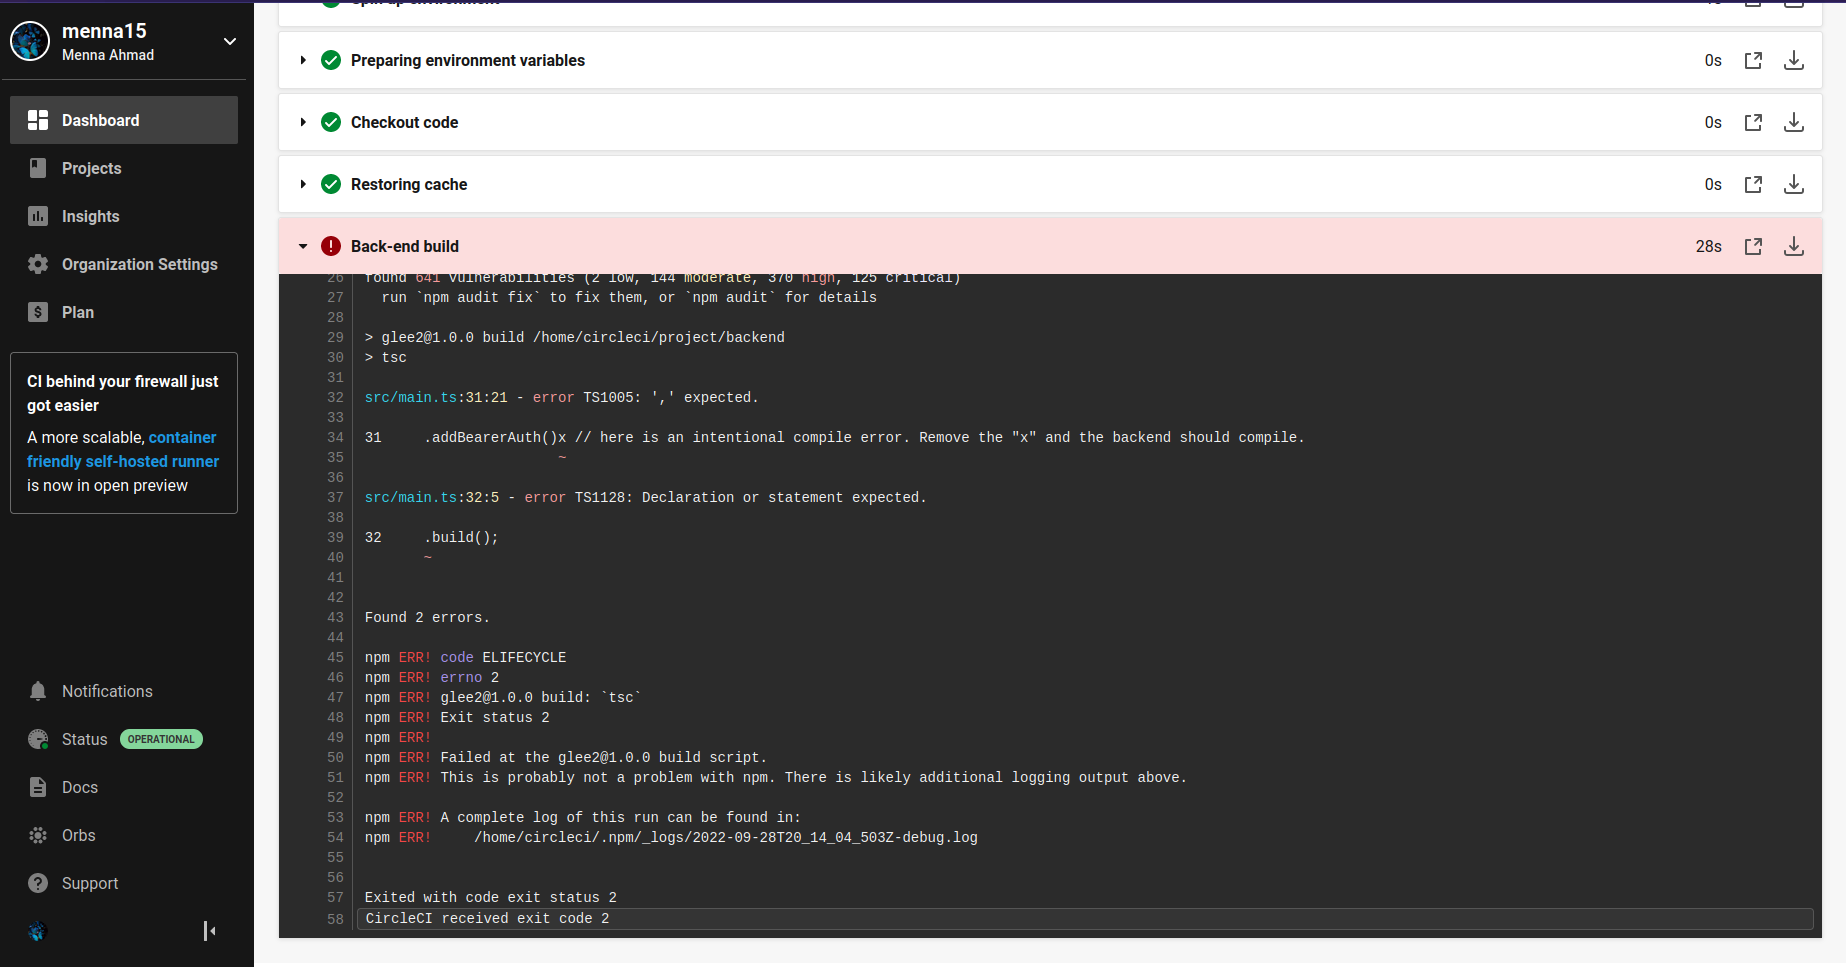 menna15
Menna Ahmad
Dashboard
Projects
Insights
Organization Settings
Plan
CI behind your firewall just
got easier
A more scalable, container
friendly self-hosted runner
is now in open preview
Notifications
Status OPERATIONAL
Docs
Orbs
Support
Spin up environment
Preparing environment variables 0s
Checkout code 0s
Restoring cache 0s
Back-end build 28s
26 found 641 vulnerabilities (2 low, 144 moderate, 370 high, 125 critical)
27   run `npm audit fix` to fix them, or `npm audit` for details
28
29 > glee2@1.0.0 build /home/circleci/project/backend
30 > tsc
31
32 src/main.ts:31:21 - error TS1005: ',' expected.
33
34 31     .addBearerAuth()x // here is an intentional compile error. Remove the "x" and the backend should compile.
35                        ~
36
37 src/main.ts:32:5 - error TS1128: Declaration or statement expected.
38
39 32     .build();
40        ~
41
42
43 Found 2 errors.
44
45 npm ERR! code ELIFECYCLE
46 npm ERR! errno 2
47 npm ERR! glee2@1.0.0 build: `tsc`
48 npm ERR! Exit status 2
49 npm ERR!
50 npm ERR! Failed at the glee2@1.0.0 build script.
51 npm ERR! This is probably not a problem with npm. There is likely additional logging output above.
52
53 npm ERR! A complete log of this run can be found in:
54 npm ERR!     /home/circleci/.npm/_logs/2022-09-28T20_14_04_503Z-debug.log
55
56
57 Exited with code exit status 2
58 CircleCI received exit code 2